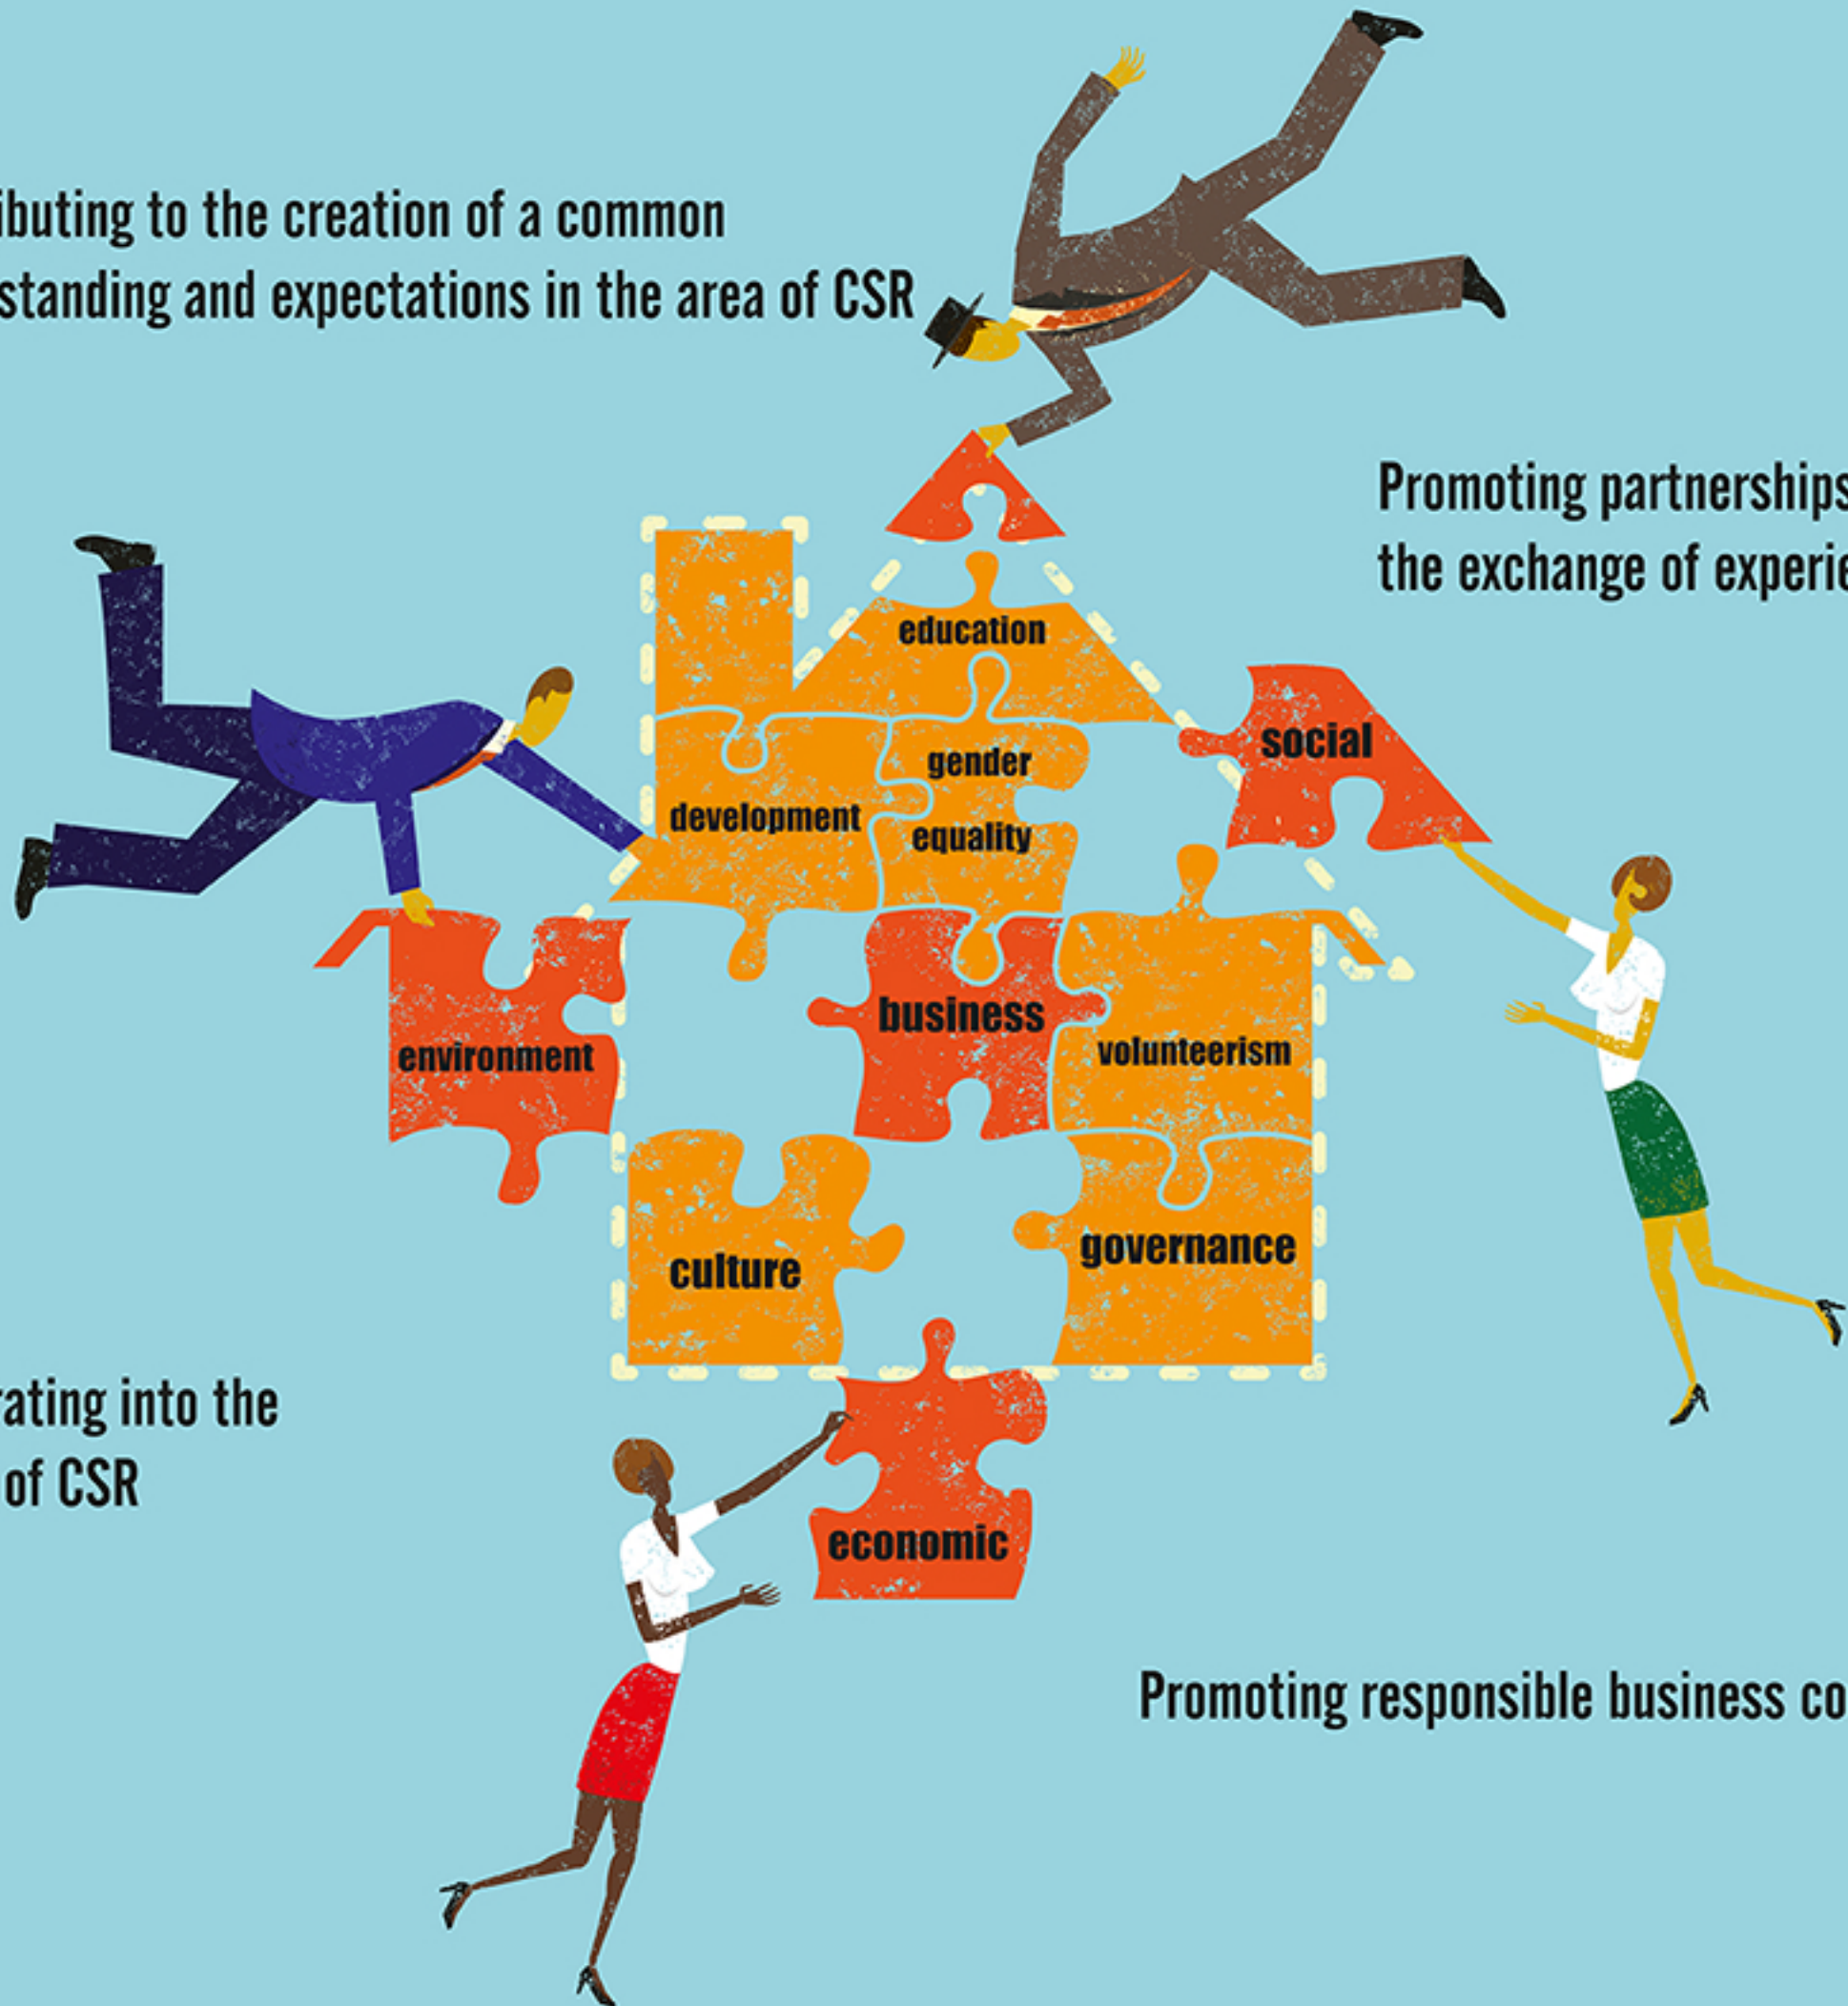 ibuting to the creation of a common
standing and expectations in the area of CSR
Promoting partnerships
the exchange of experie
education
social
gender
development
equality
business
environment
volunteerism
culture
governance
rating into the
of CSR
economic
Promoting responsible business co